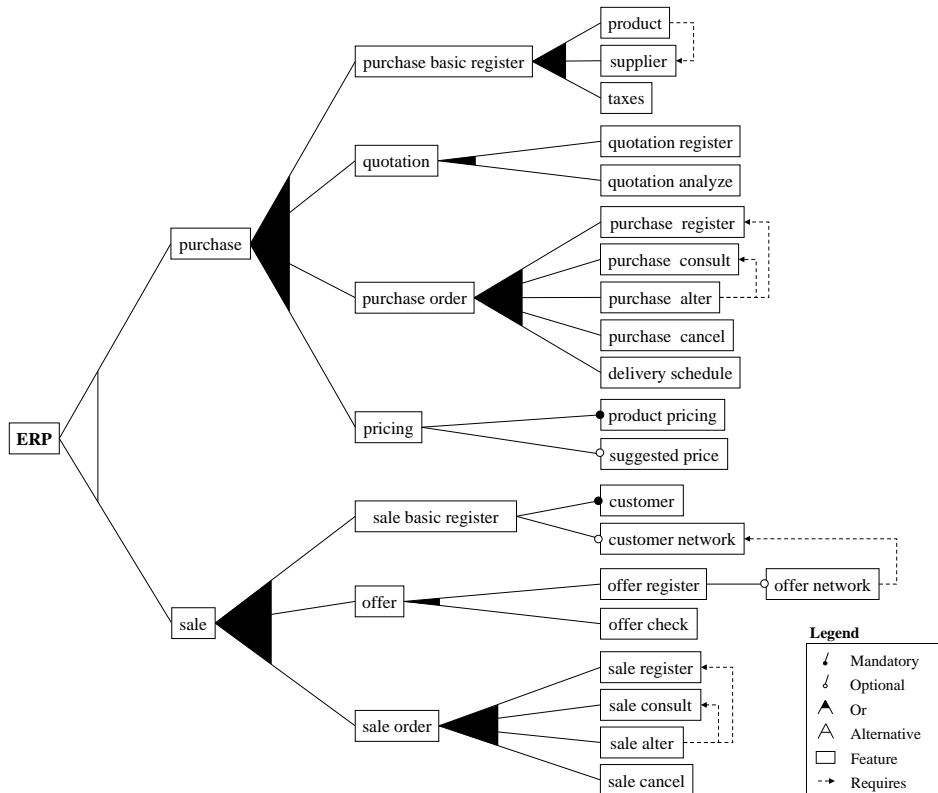 product
purchase basic register
supplier
taxes
quotation register
quotation
quotation analyze
purchase register
purchase
purchase consult
purchase order
purchase alter
purchase cancel
delivery schedule
product pricing
pricing
ERP
suggested price
customer
sale basic register
customer network
offer register
offer network
offer
sale
offer check
Legend
Mandatory
Optional
Or
Alternative
Feature
Requires
sale register
sale consult
sale order
sale alter
sale cancel